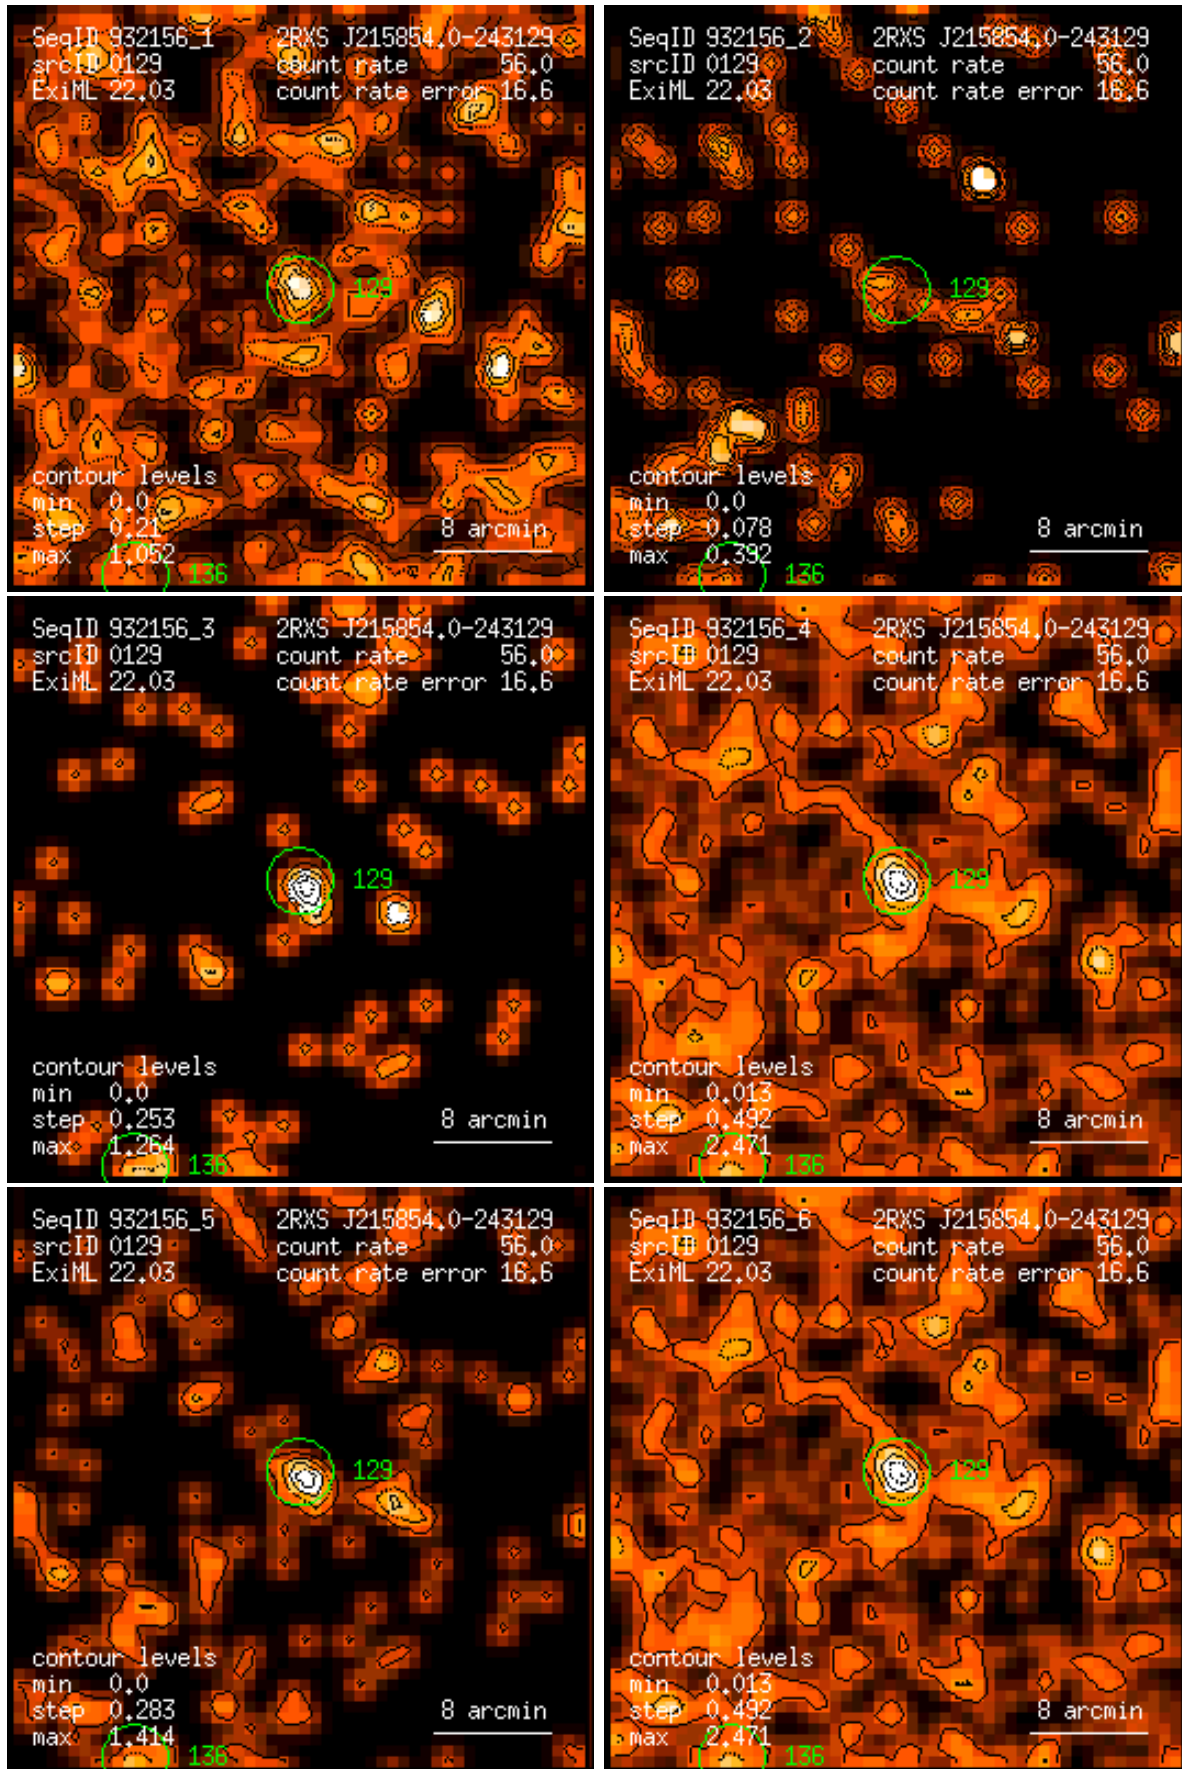 SeqID 932156_1 2RXS J215854.0-243129
srcID 0129 count rate 56.0
ExiML 22.03 count rate error 16.6
129
contour levels
min 0.0
step 0.21
max 1.052
8 arcmin
136
SeqID 932156_2 2RXS J215854.0-243129
srcID 0129 count rate 56.0
ExiML 22.03 count rate error 16.6
129
contour levels
min 0.0
step 0.078
max 0.392
8 arcmin
136
SeqID 932156_3 2RXS J215854.0-243129
srcID 0129 count rate 56.0
ExiML 22.03 count rate error 16.6
129
contour levels
min 0.0
step 0.253
max 1.264
8 arcmin
136
SeqID 932156_4 2RXS J215854.0-243129
srcID 0129 count rate 56.0
ExiML 22.03 count rate error 16.6
129
contour levels
min 0.013
step 0.492
max 2.471
8 arcmin
136
SeqID 932156_5 2RXS J215854.0-243129
srcID 0129 count rate 56.0
ExiML 22.03 count rate error 16.6
129
contour levels
min 0.0
step 0.283
max 1.414
8 arcmin
136
SeqID 932156_6 2RXS J215854.0-243129
srcID 0129 count rate 56.0
ExiML 22.03 count rate error 16.6
129
contour levels
min 0.013
step 0.492
max 2.471
8 arcmin
136